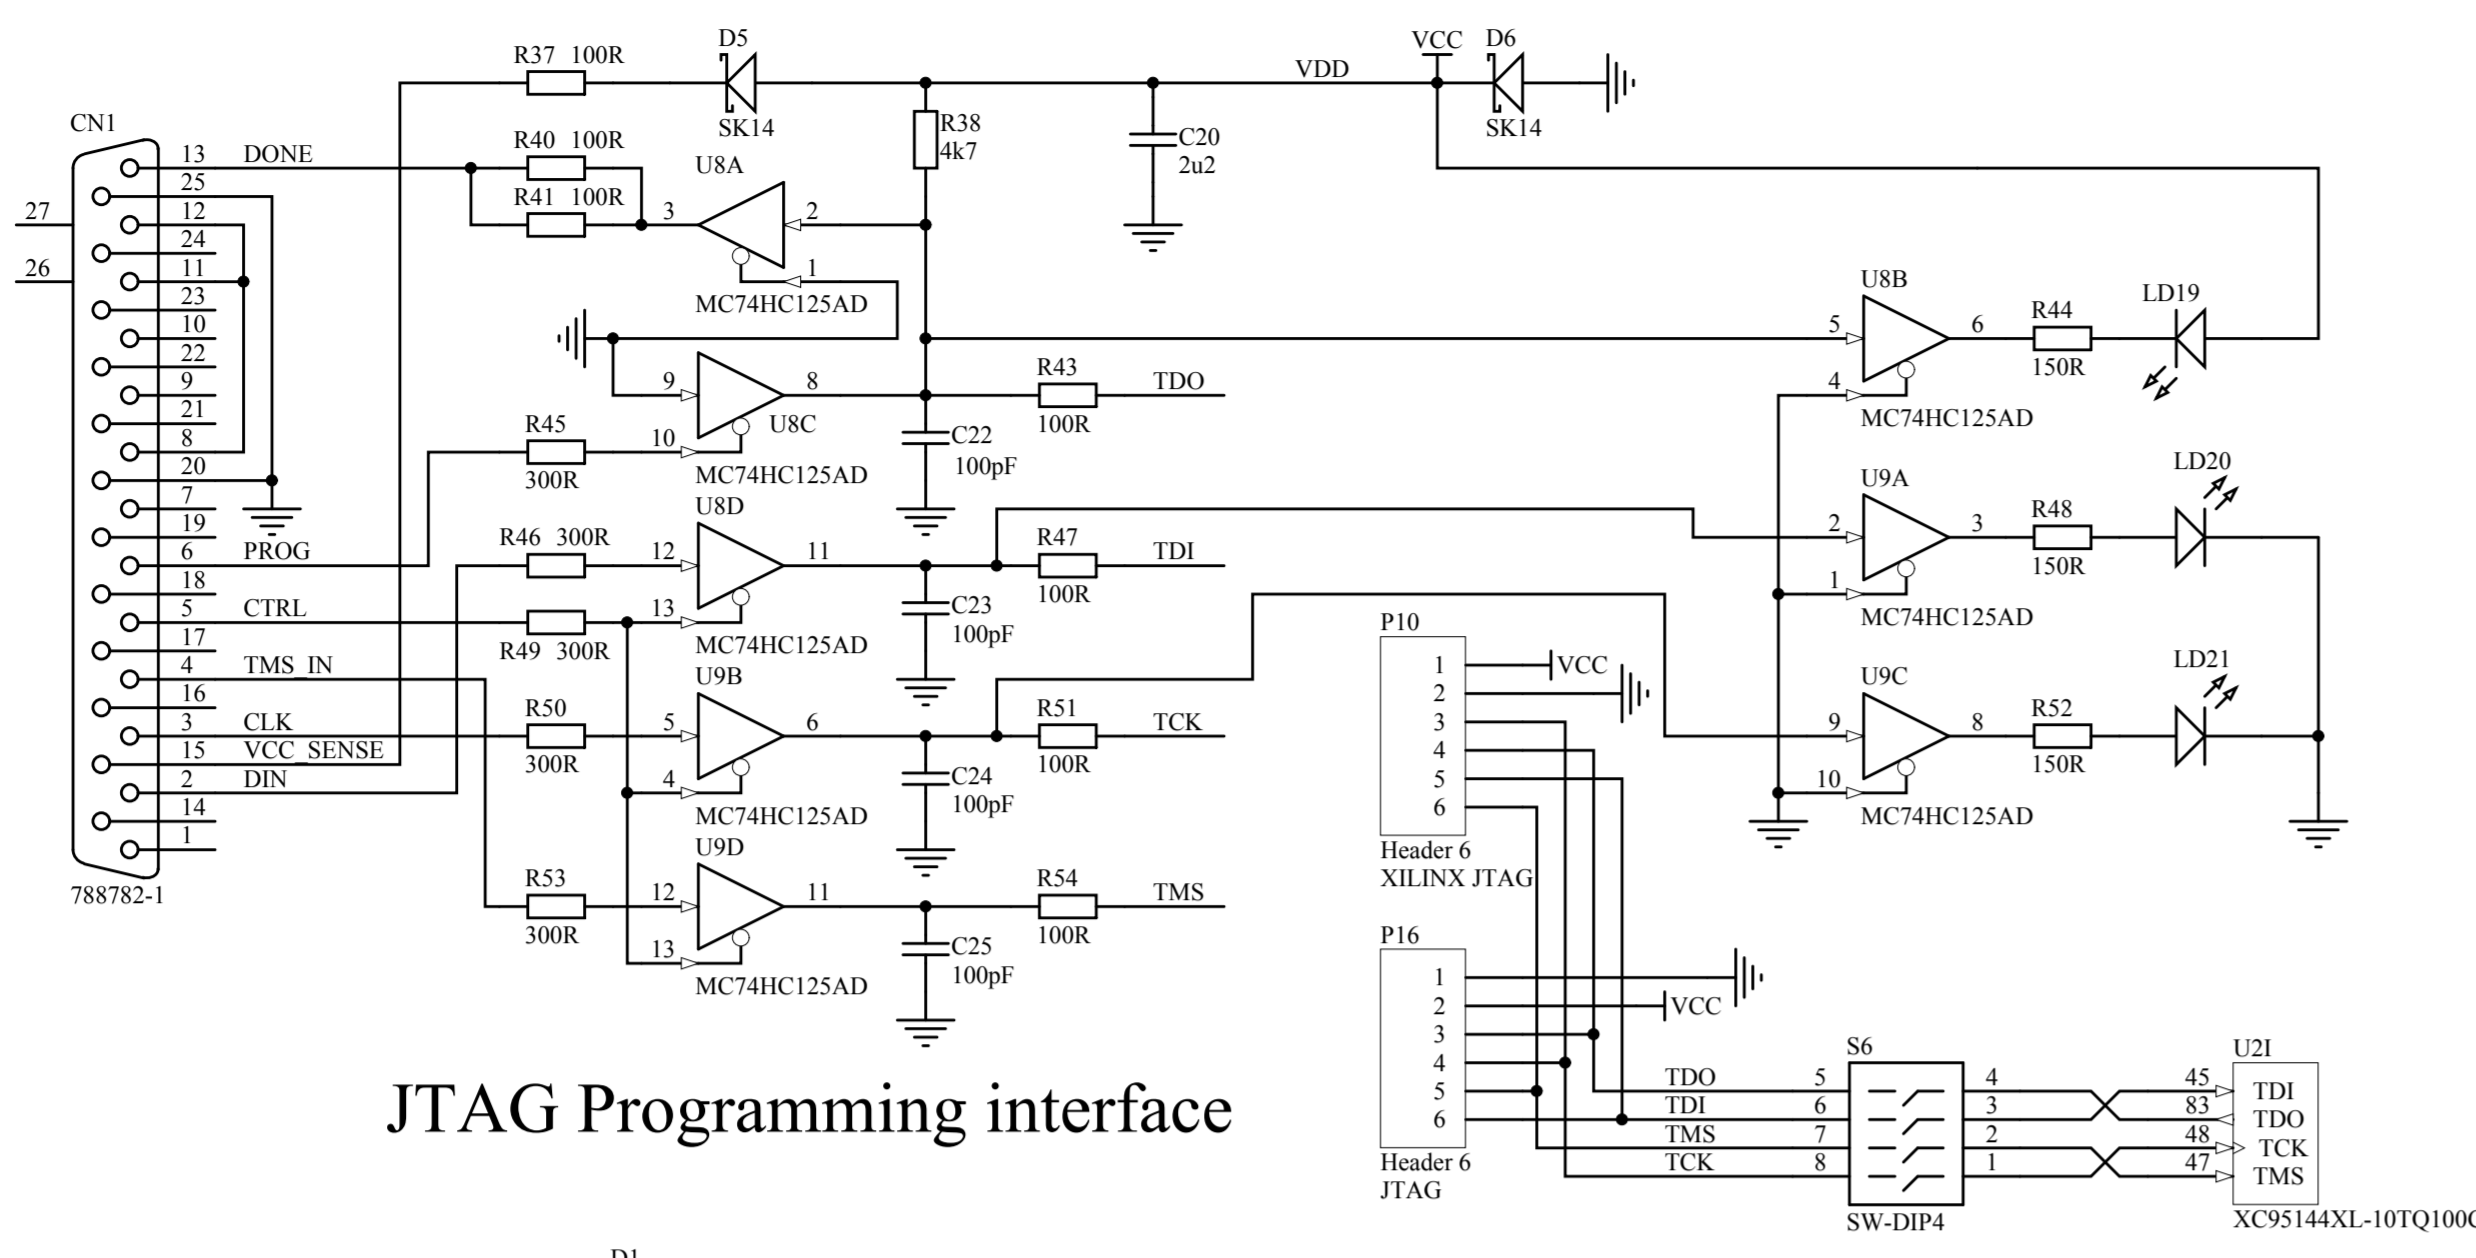 D5
VCC
D6
R37 100R
VDD
SK14
SK14
CN1
R38
4k7
C20
2u2
13 DONE
R40 100R
U8A
25
R41 100R
3
2
27
12
24
26
11
1
23
MC74HC125AD
10
22
9
21
8
20
7
19
6 PROG
18
5 CTRL
17
4 TMS_IN
16
3 CLK
15 VCC_SENSE
2 DIN
14
1
788782-1
9
8
U8C
R43
TDO
100R
R45
300R
10
MC74HC125AD
C22
100pF
U8D
R46 300R
12
11
R47
TDI
100R
R49 300R
13
MC74HC125AD
C23
100pF
U9B
R50
300R
5
6
R51
TCK
100R
4
MC74HC125AD
C24
100pF
U9D
R53
300R
12
11
R54
TMS
100R
13
MC74HC125AD
C25
100pF
U8B
LD19
5
6
R44
150R
4
MC74HC125AD
U9A
LD20
2
3
R48
150R
1
MC74HC125AD
U9C
LD21
9
8
R52
150R
10
MC74HC125AD
P10
1
VCC
2
3
4
5
6
Header 6
XILINX JTAG
P16
1
2
VCC
3
4
5
6
Header 6
JTAG
S6
U2I
TDO 5 4 45 TDI
TDI 6 3 83 TDO
TMS 7 2 48 TCK
TCK 8 1 47 TMS
SW-DIP4
XC95144XL-10TQ100C
JTAG Programming interface